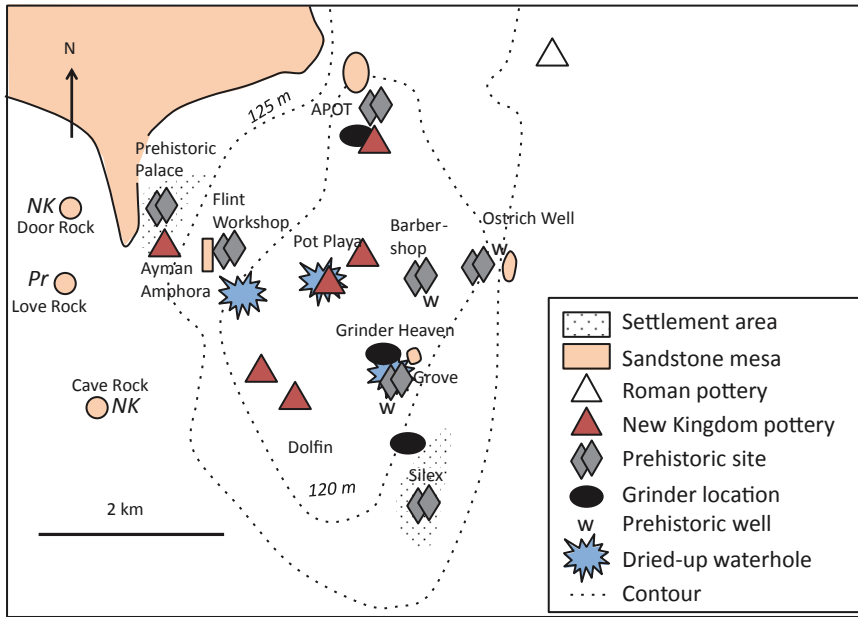 N
125 m
APOT
Prehistoric
Palace
NK
Door Rock
Flint
Workshop
Pot Playa
Barber-
shop
Ostrich Well
W
Ayman
Amphora
Pr
Love Rock
W
Grinder Heaven
Grove
W
Cave Rock
NK
Dolfin
120 m
Silex
2 km
Settlement area
Sandstone mesa
Roman pottery
New Kingdom pottery
Prehistoric site
Grinder location
W Prehistoric well
Dried-up waterhole
Contour